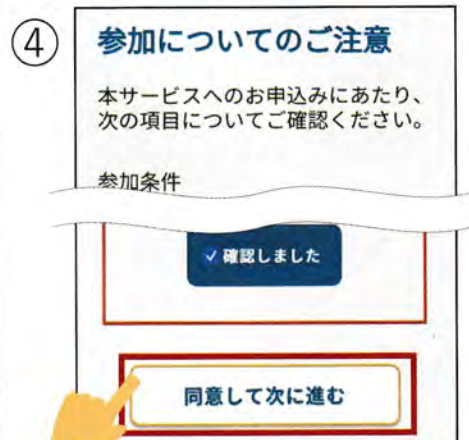 ④
参加についてのご注意
本サービスへのお申込みにあたり、
次の項目についてご確認ください。
参加条件
✓確認しました
同意して次に進む